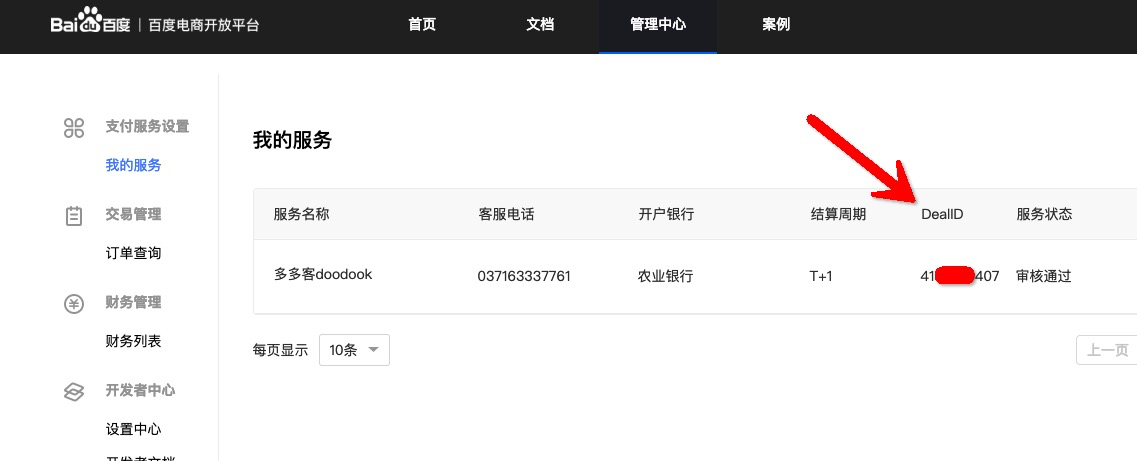 Bai du 百度 | 百度电商开放平台 首页 文档 管理中心 案例
支付服务设置
我的服务
交易管理
订单查询
财务管理
财务列表
开发者中心
设置中心
开发者文档
我的服务
服务名称 客服电话 开户银行 结算周期 DealID 服务状态
多多客doodook 037163337761 农业银行 T+1 41 407 审核通过
每页显示 10条 上一页